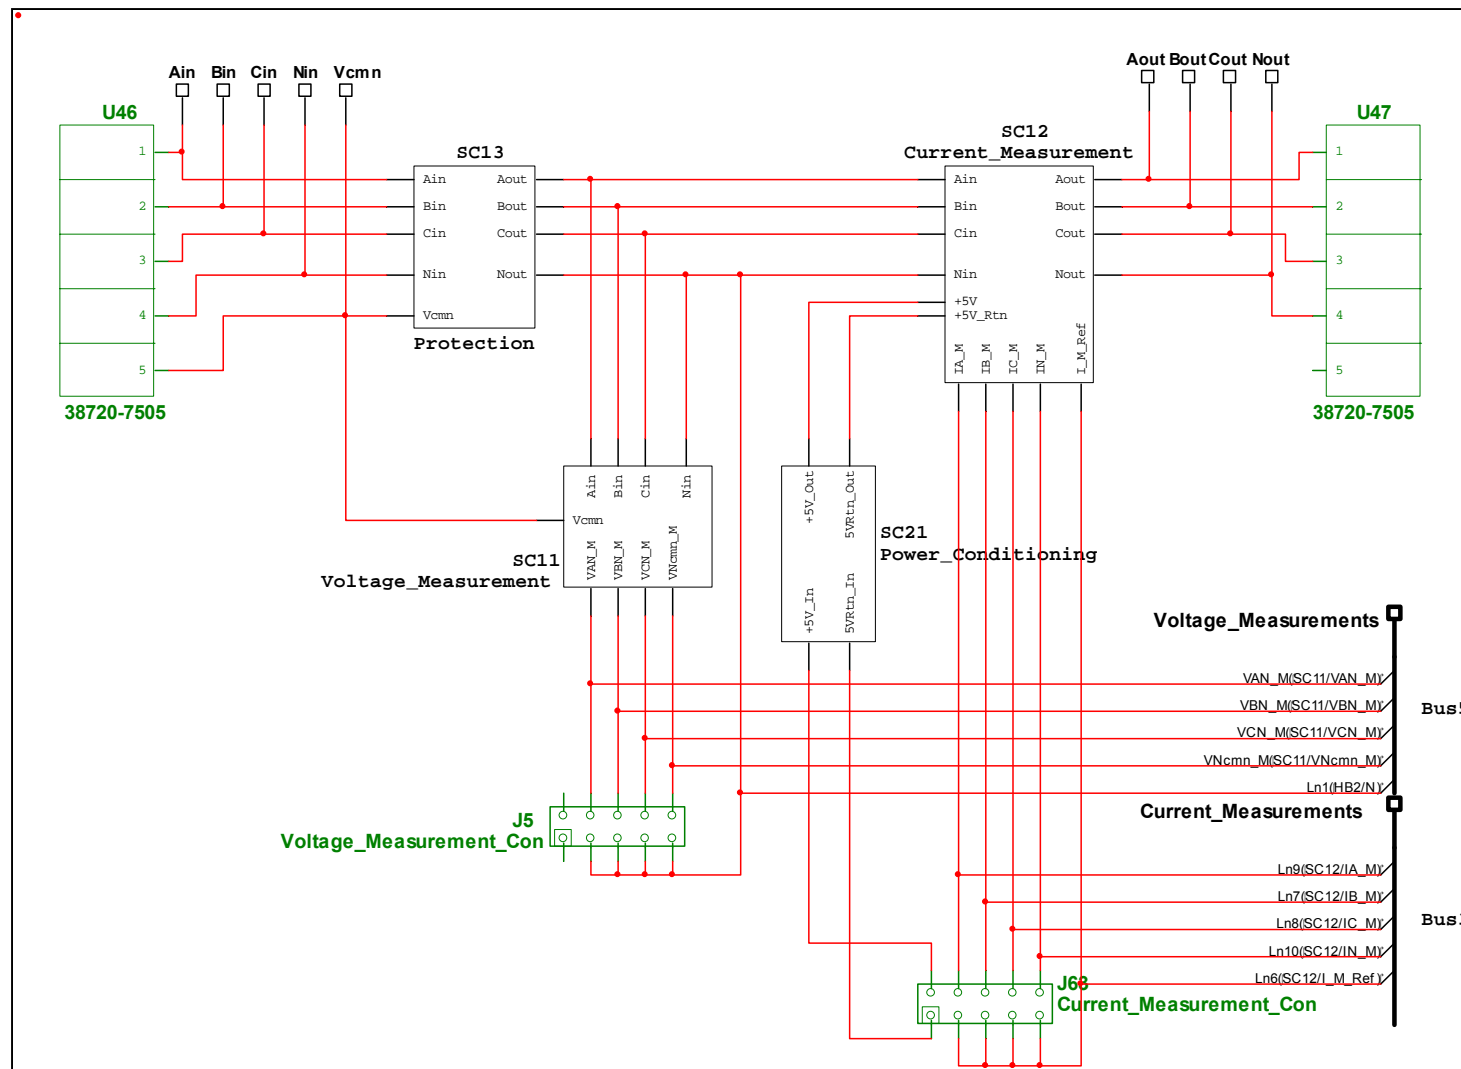 Ain Bin Cin Nin Vcmn
Aout Bout Cout Nout
U46
1
2
3
4
5
38720-7505
SC13
Ain Aout
Bin Bout
Cin Cout
Nin Nout
Vcmn
Protection
SC12
Current_Measurement
Ain Aout
Bin Bout
Cin Cout
Nin Nout
+5V
+5V_Rtn
IA_M
IB_M
IC_M
IN_M
I_M_Ref
U47
1
2
3
4
5
38720-7505
Ain
Bin
Cin
Nin
Vcmn
VAN_M
VBN_M
VCN_M
VNcmn_M
SC11
Voltage_Measurement
+5V_Out
5VRtn_Out
+5V_In
5VRtn_In
SC21
Power_Conditioning
Voltage_Measurements
VAN_M(SC11/VAN_M)
VBN_M(SC11/VBN_M)
VCN_M(SC11/VCN_M)
VNcmn_M(SC11/VNcmn_M)
Ln1(HB2/N)
Current_Measurements
J5
Voltage_Measurement_Con
Ln9(SC12/IA_M)
Ln7(SC12/IB_M)
Ln8(SC12/IC_M)
Ln10(SC12/IN_M)
Ln6(SC12/I_M_Ref)
Current_Measurement_Con